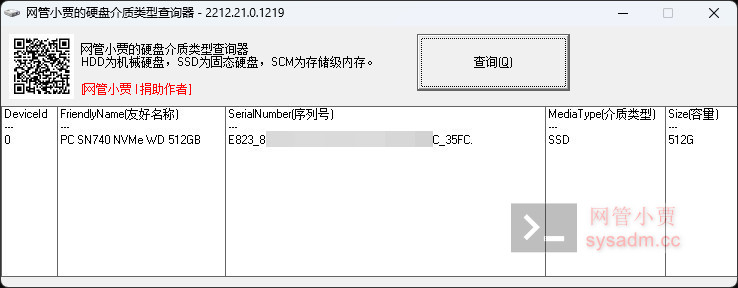 网管小贾的硬盘介质类型查询器 - 2212.21.0.1219
网管小贾的硬盘介质类型查询器
HDD为机械硬盘，SSD为固态硬盘，SCM为存储级内存。
[网管小贾 | 捐助作者]
查询(Q)
DeviceId FriendlyName(友好名称) SerialNumber(序列号) MediaType(介质类型) Size(容量)
--- --- --- --- ---
0 PC SN740 NVMe WD 512GB E823_8 C_35FC. SSD 512G
网管小贾
sysadm.cc